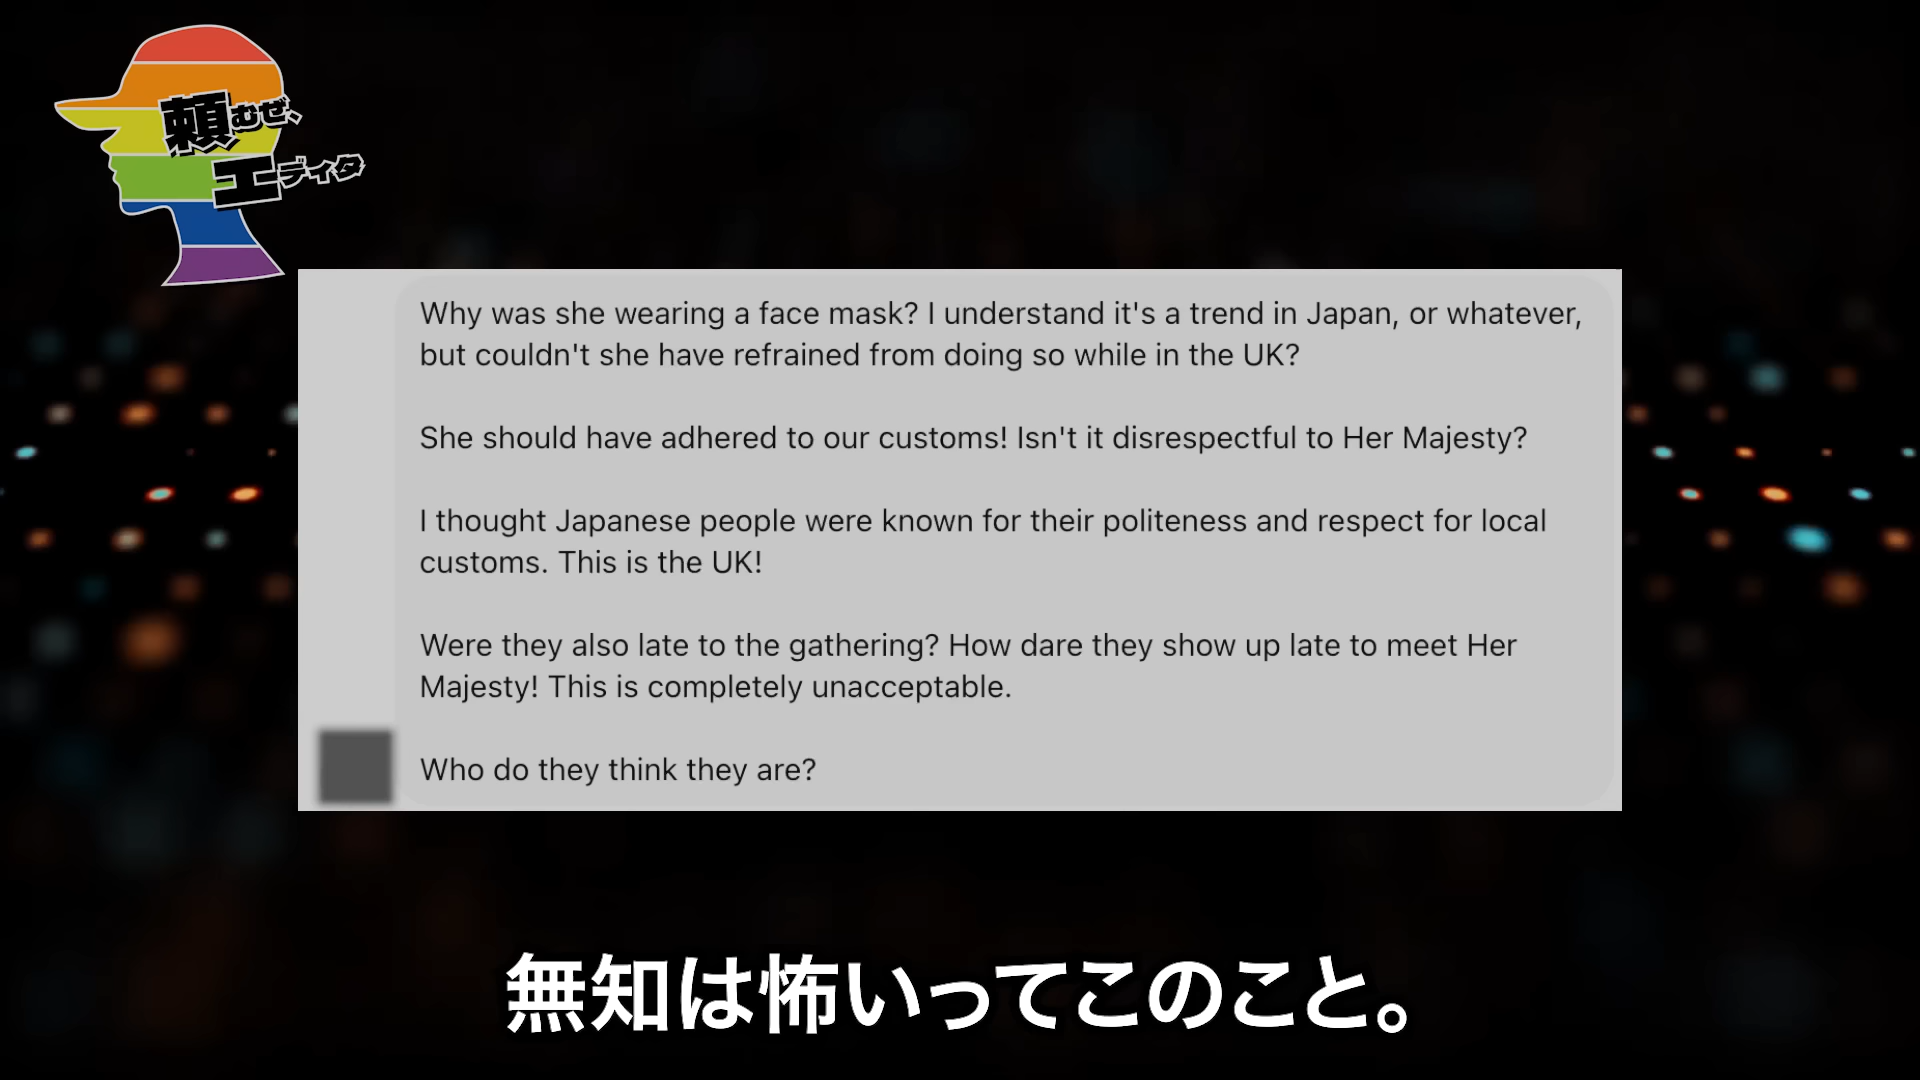 頼むぜ、
エディタ
Why was she wearing a face mask? I understand it's a trend in Japan, or whatever,
but couldn't she have refrained from doing so while in the UK?
She should have adhered to our customs! Isn't it disrespectful to Her Majesty?
I thought Japanese people were known for their politeness and respect for local
customs. This is the UK!
Were they also late to the gathering? How dare they show up late to meet Her
Majesty! This is completely unacceptable.
Who do they think they are?
無知は怖いってこのこと。